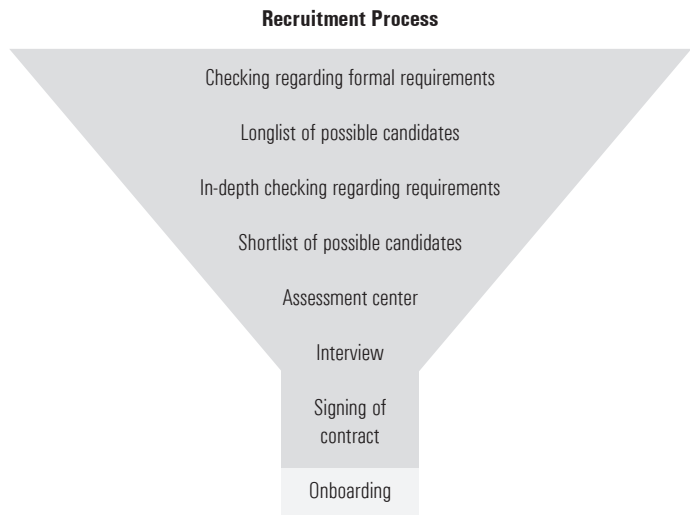 Recruitment Process
Checking regarding formal requirements
Longlist of possible candidates
In-depth checking regarding requirements
Shortlist of possible candidates
Assessment center
Interview
Signing of
contract
Onboarding